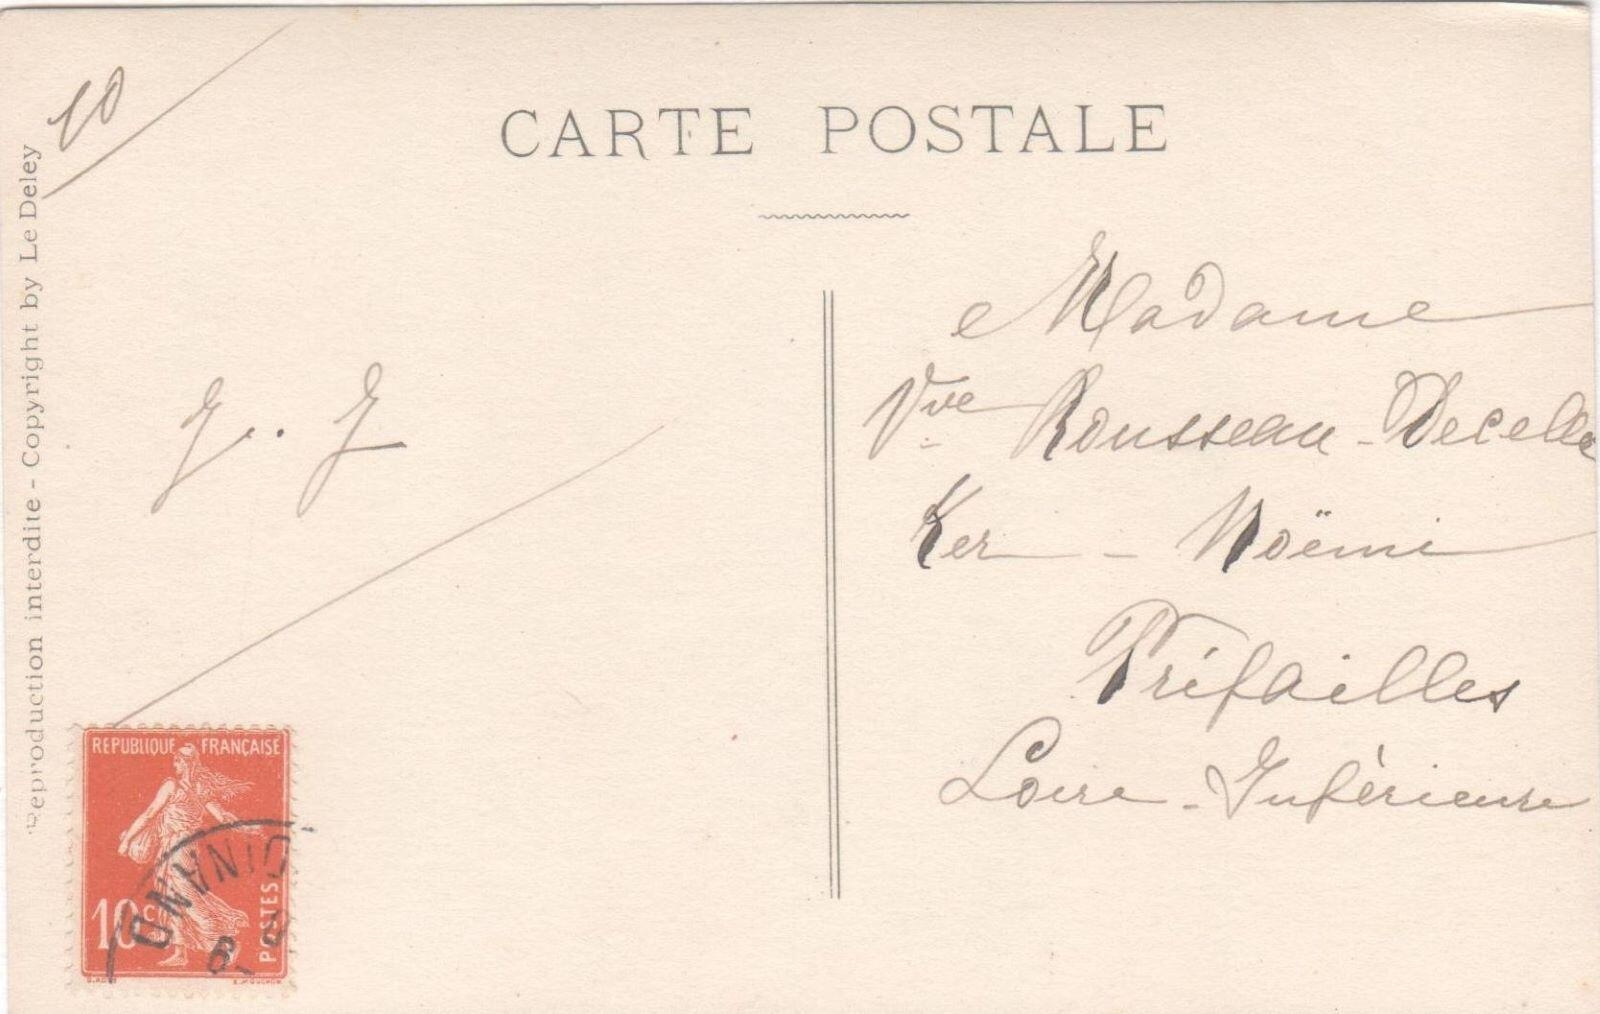 CARTE POSTALE
10
Reproduction interdite - Copyright by Le Deley
J. J
Madame
Vve Rousseau-Decelle
Ker - Noëmi
Préfailles
Loire-Inférieure
REPUBLIQUE FRANÇAISE
10c
POSTES
DINAN